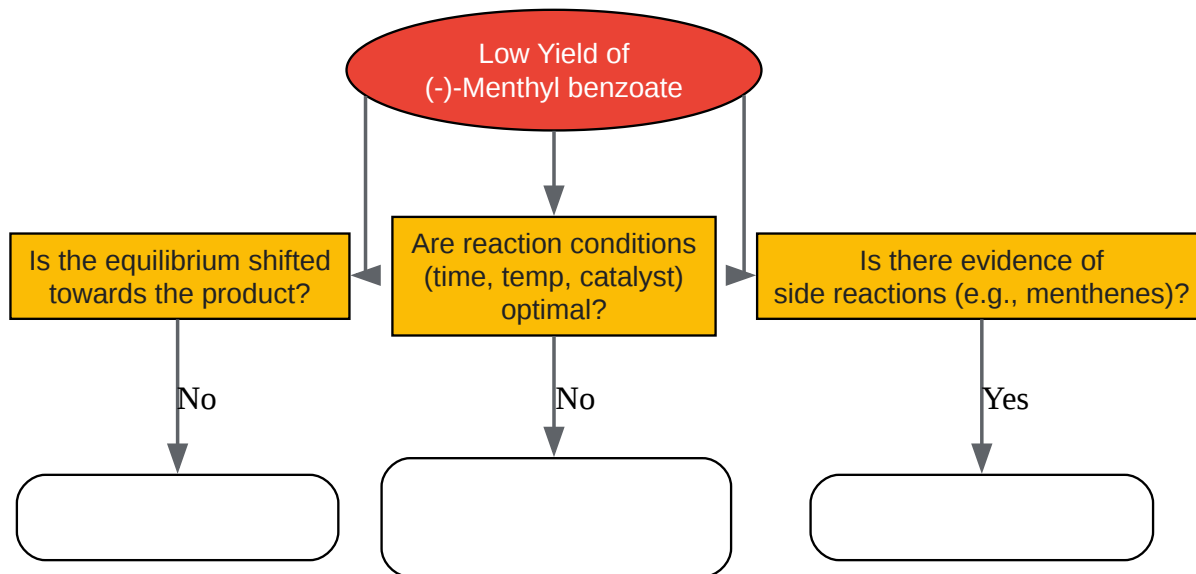 Low Yield of
(-)-Menthyl benzoate
Is the equilibrium shifted
towards the product?
Are reaction conditions
(time, temp, catalyst)
optimal?
Is there evidence of
side reactions (e.g., menthenes)?
No
No
Yes